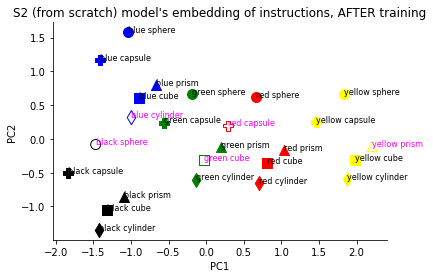 S2 (from scratch) model's embedding of instructions, AFTER training
1.5
1.0
0.5
0.0
−0.5
−1.0
PC2
blue sphere
blue capsule
blue prism
blue cube
green sphere
red sphere
yellow sphere
blue cylinder
green capsule
red capsule
yellow capsule
black sphere
green prism
red prism
yellow prism
green cube
red cube
yellow cube
black capsule
green cylinder
red cylinder
yellow cylinder
black prism
black cube
black cylinder
−2.0 −1.5 −1.0 −0.5 0.0 0.5 1.0 1.5 2.0
PC1